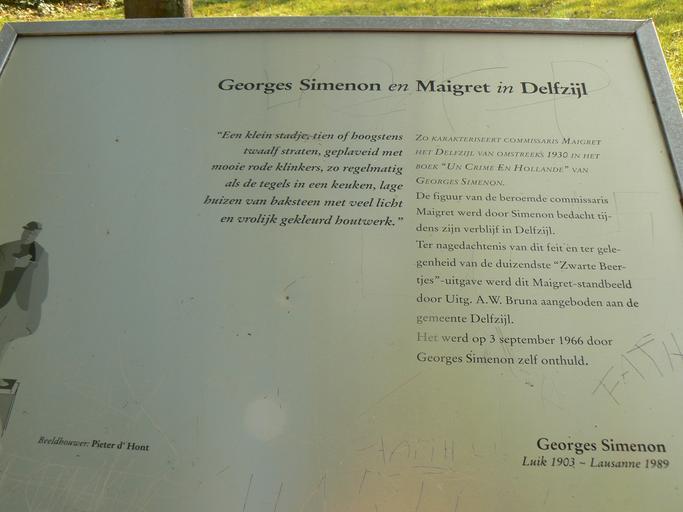 Georges Simenon en Maigret in Delfzijl
"Een klein stadje, tien of hoogstens
twaalf straten, geplaveid met
mooie rode klinkers, zo regelmatig
als de tegels in een keuken, lage
huizen van baksteen met veel licht
en vrolijk gekleurd houtwerk."
Zo karakteriseert commissaris Maigret
het Delfzijl van omstreeks 1930 in het
boek "Un Crime En Hollande" van
Georges Simenon.
De figuur van de beroemde commissaris
Maigret werd door Simenon bedacht tij-
dens zijn verblijf in Delfzijl.
Ter nagedachtenis van dit feit en ter gele-
genheid van de duizendste "Zwarte Beer-
tjes"-uitgave werd dit Maigret-standbeeld
door Uitg. A.W. Bruna aangeboden aan de
gemeente Delfzijl.
Het werd op 3 september 1966 door
Georges Simenon zelf onthuld.
FAITH
FAITH
Beeldhouwer: Pieter d' Hont
Georges Simenon
Luik 1903 ~ Lausanne 1989